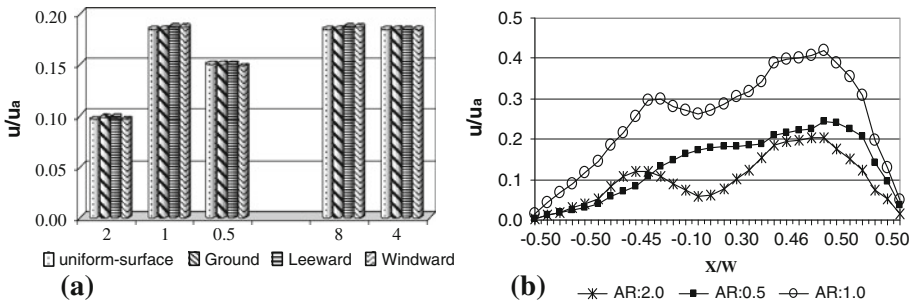 0.20
0.15
0.10
0.05
0.00
u/ua
2 1 0.5 8 4
uniform-surface Ground Leeward Windward
(a)
0.5
0.4
0.3
0.2
0.1
0.0
u/ua
-0.50 -0.50 -0.45 -0.10 0.30 0.46 0.50 0.50
X/W
(b)
AR:2.0 AR:0.5 AR:1.0